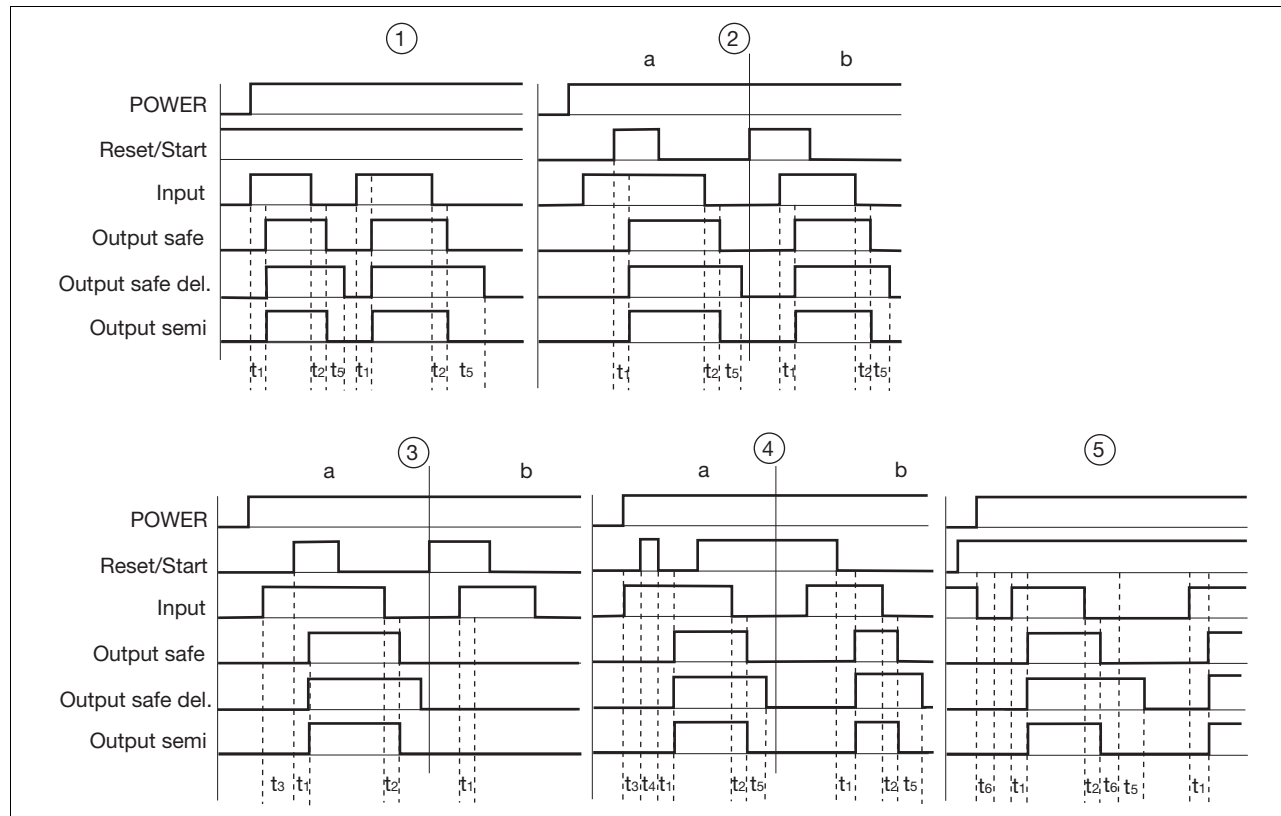 1 2
a b
POWER
Reset/Start
Input
Output safe
Output safe del.
Output semi
t1 t2 t5 t1 t2 t5 t1 t2 t5 t1 t2 t5
3 4 5
a b a b
POWER
Reset/Start
Input
Output safe
Output safe del.
Output semi
t3 t1 t2 t1 t3 t4 t1 t2 t5 t1 t2 t5 t6 t1 t2 t6 t5 t1